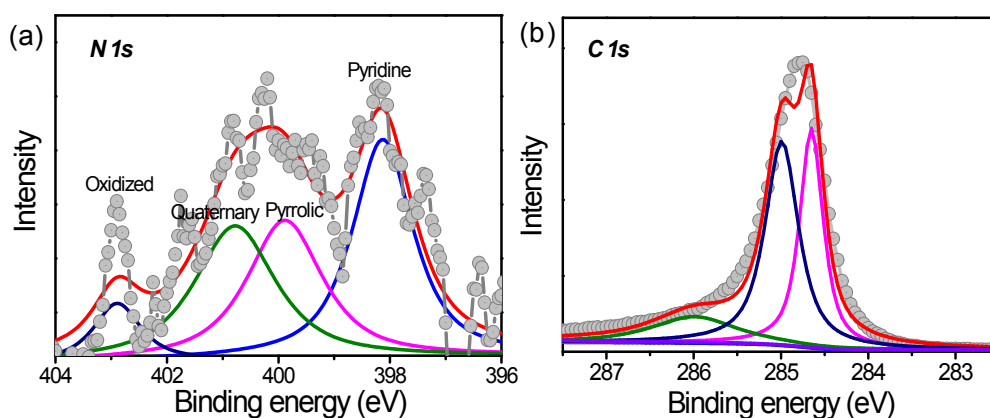 (a)
N 1s
Pyridine
Oxidized
Quaternary Pyrrolic
Intensity
404 402 400 398 396
Binding energy (eV)
(b)
C 1s
Intensity
287 286 285 284 283
Binding energy (eV)